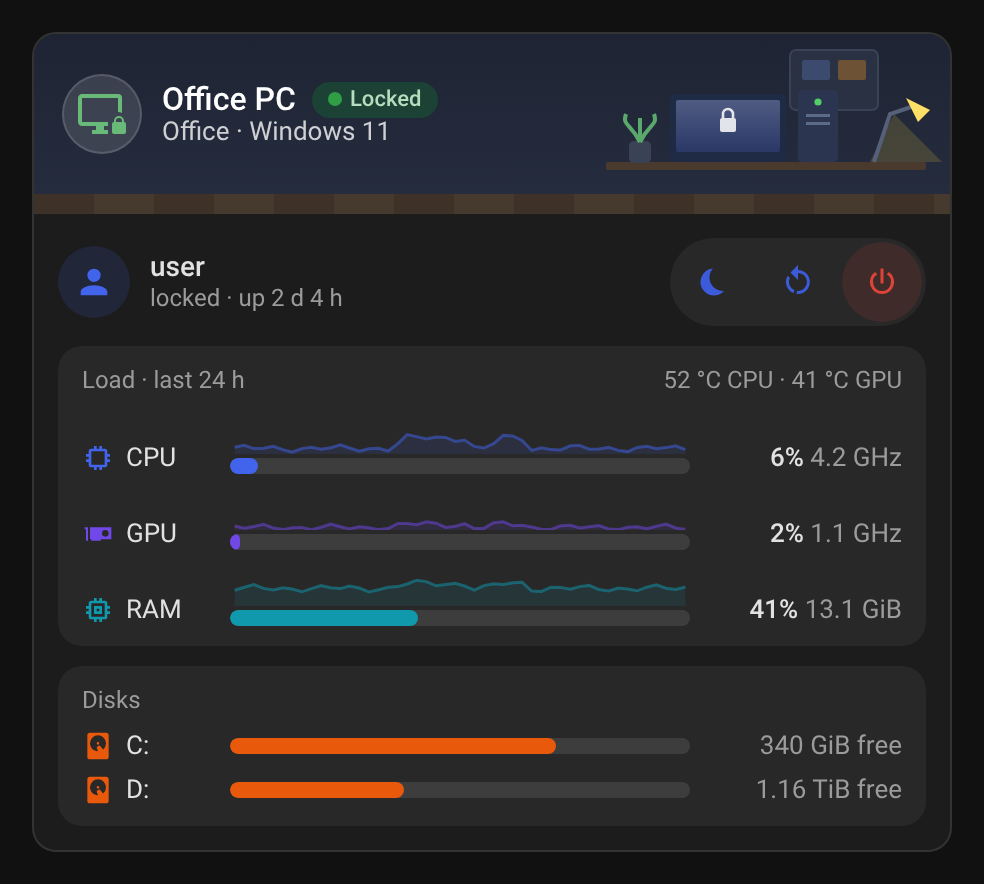 Office PC Locked
Office · Windows 11
user
locked · up 2 d 4 h
Load · last 24 h 52 °C CPU · 41 °C GPU
CPU 6% 4.2 GHz
GPU 2% 1.1 GHz
RAM 41% 13.1 GiB
Disks
C: 340 GiB free
D: 1.16 TiB free